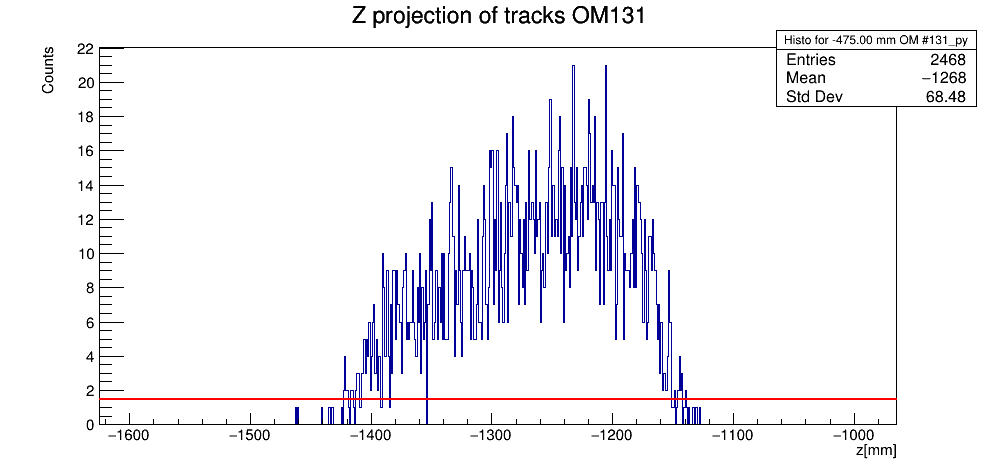 Z projection of tracks OM131
Histo for -475.00 mm OM #131_py
Entries 2468
Mean −1268
Std Dev 68.48
Counts
22
20
18
16
14
12
10
8
6
4
2
0
−1600 −1500 −1400 −1300 −1200 −1100 −1000
z[mm]